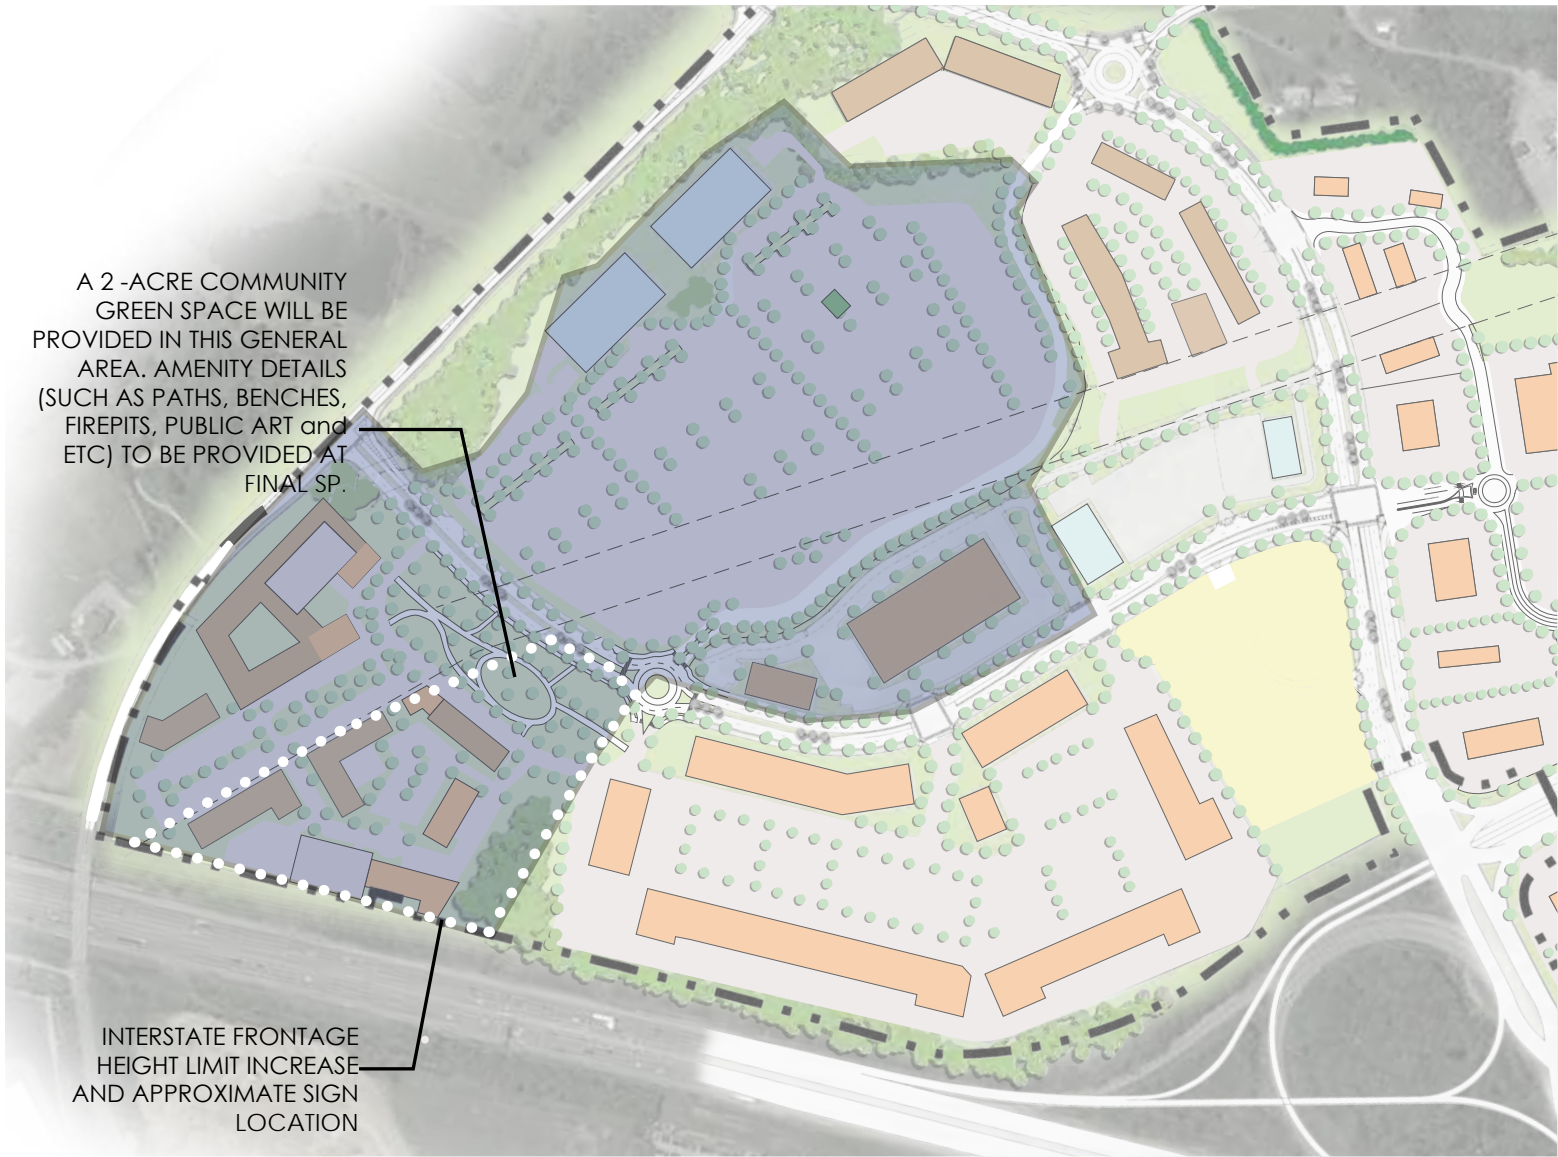 A 2 -ACRE COMMUNITY
GREEN SPACE WILL BE
PROVIDED IN THIS GENERAL
AREA. AMENITY DETAILS
(SUCH AS PATHS, BENCHES,
FIREPITS, PUBLIC ART and
ETC) TO BE PROVIDED AT
FINAL SP.
INTERSTATE FRONTAGE
HEIGHT LIMIT INCREASE
AND APPROXIMATE SIGN
LOCATION